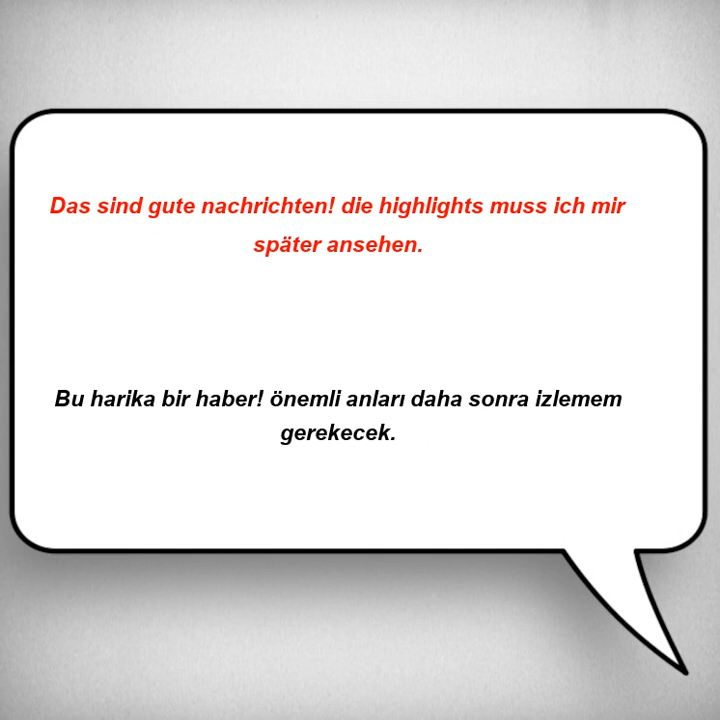 Das sind gute nachrichten! die highlights muss ich mir
später ansehen.
Bu harika bir haber! önemli anları daha sonra izlemem
gerekecek.